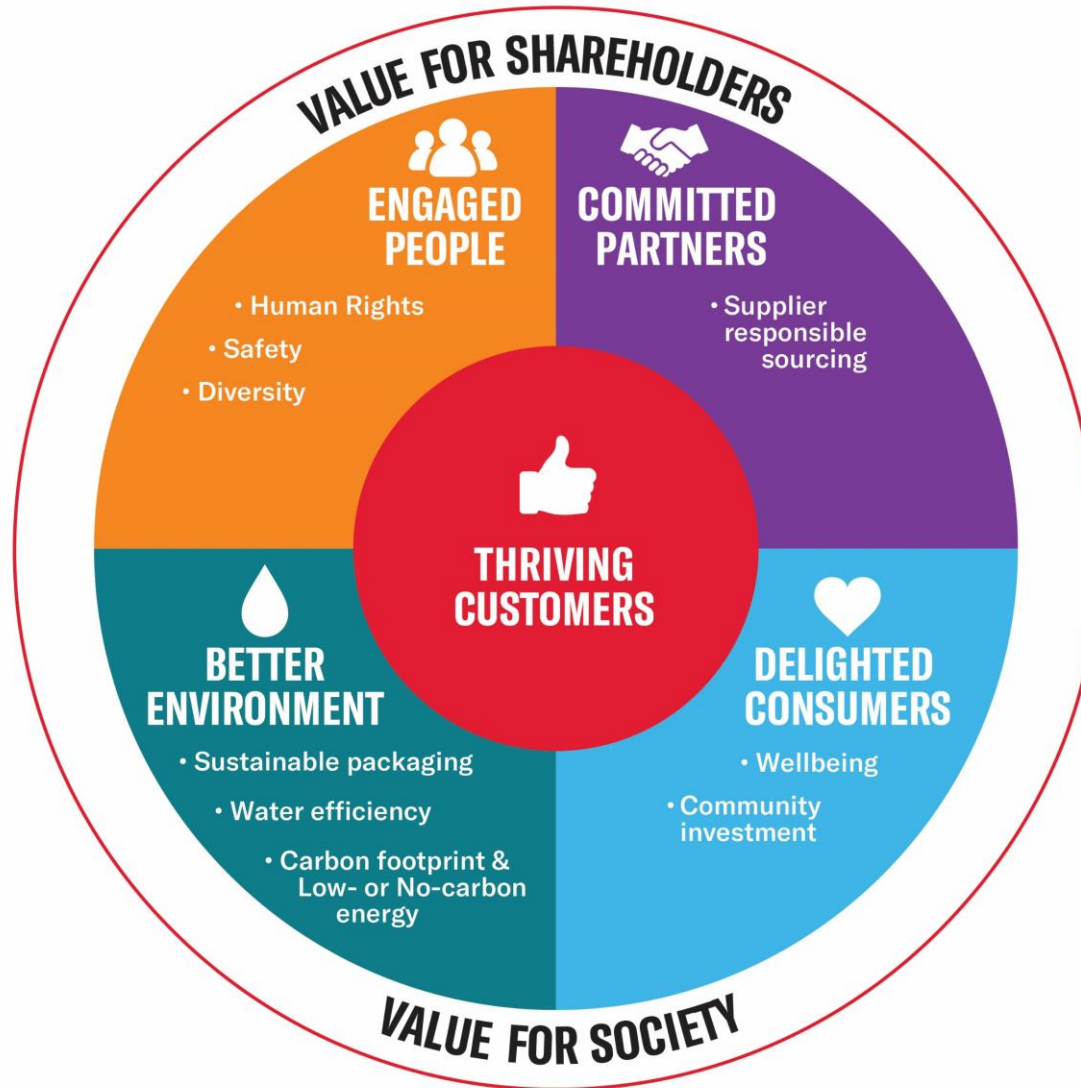 VALUE FOR SHAREHOLDERS
ENGAGED
PEOPLE
• Human Rights
• Safety
• Diversity
COMMITTED
PARTNERS
• Supplier
responsible
sourcing
THRIVING
CUSTOMERS
BETTER
ENVIRONMENT
• Sustainable packaging
• Water efficiency
• Carbon footprint &
Low- or No-carbon
energy
DELIGHTED
CONSUMERS
• Wellbeing
• Community
investment
VALUE FOR SOCIETY